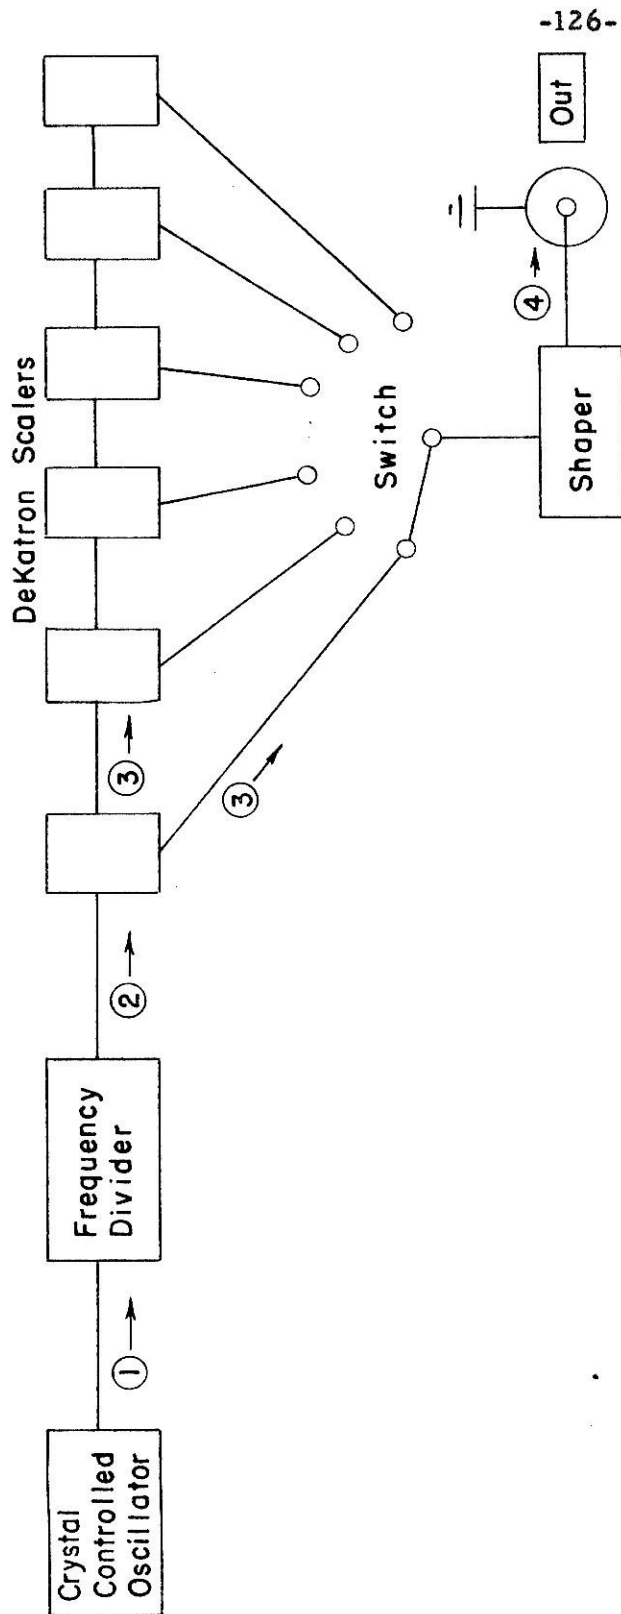 -126-
Crystal
Controlled
Oscillator
①
Frequency
Divider
②
DeKatron Scalers
③
③
Switch
Shaper
④
Out